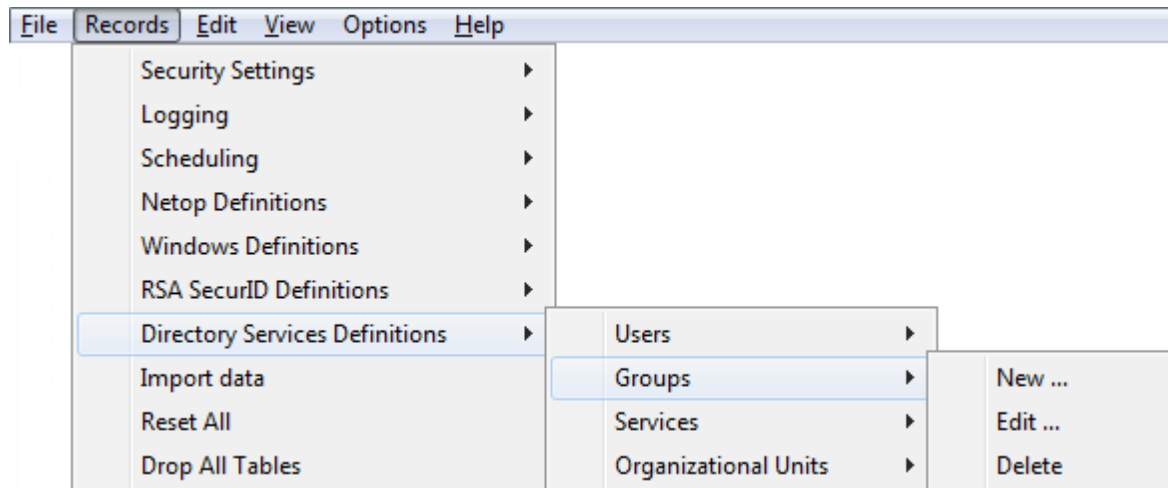 File Records Edit View Options Help
Security Settings
Logging
Scheduling
Netop Definitions
Windows Definitions
RSA SecurID Definitions
Directory Services Definitions
Import data
Reset All
Drop All Tables
Users
Groups
Services
Organizational Units
New ...
Edit ...
Delete